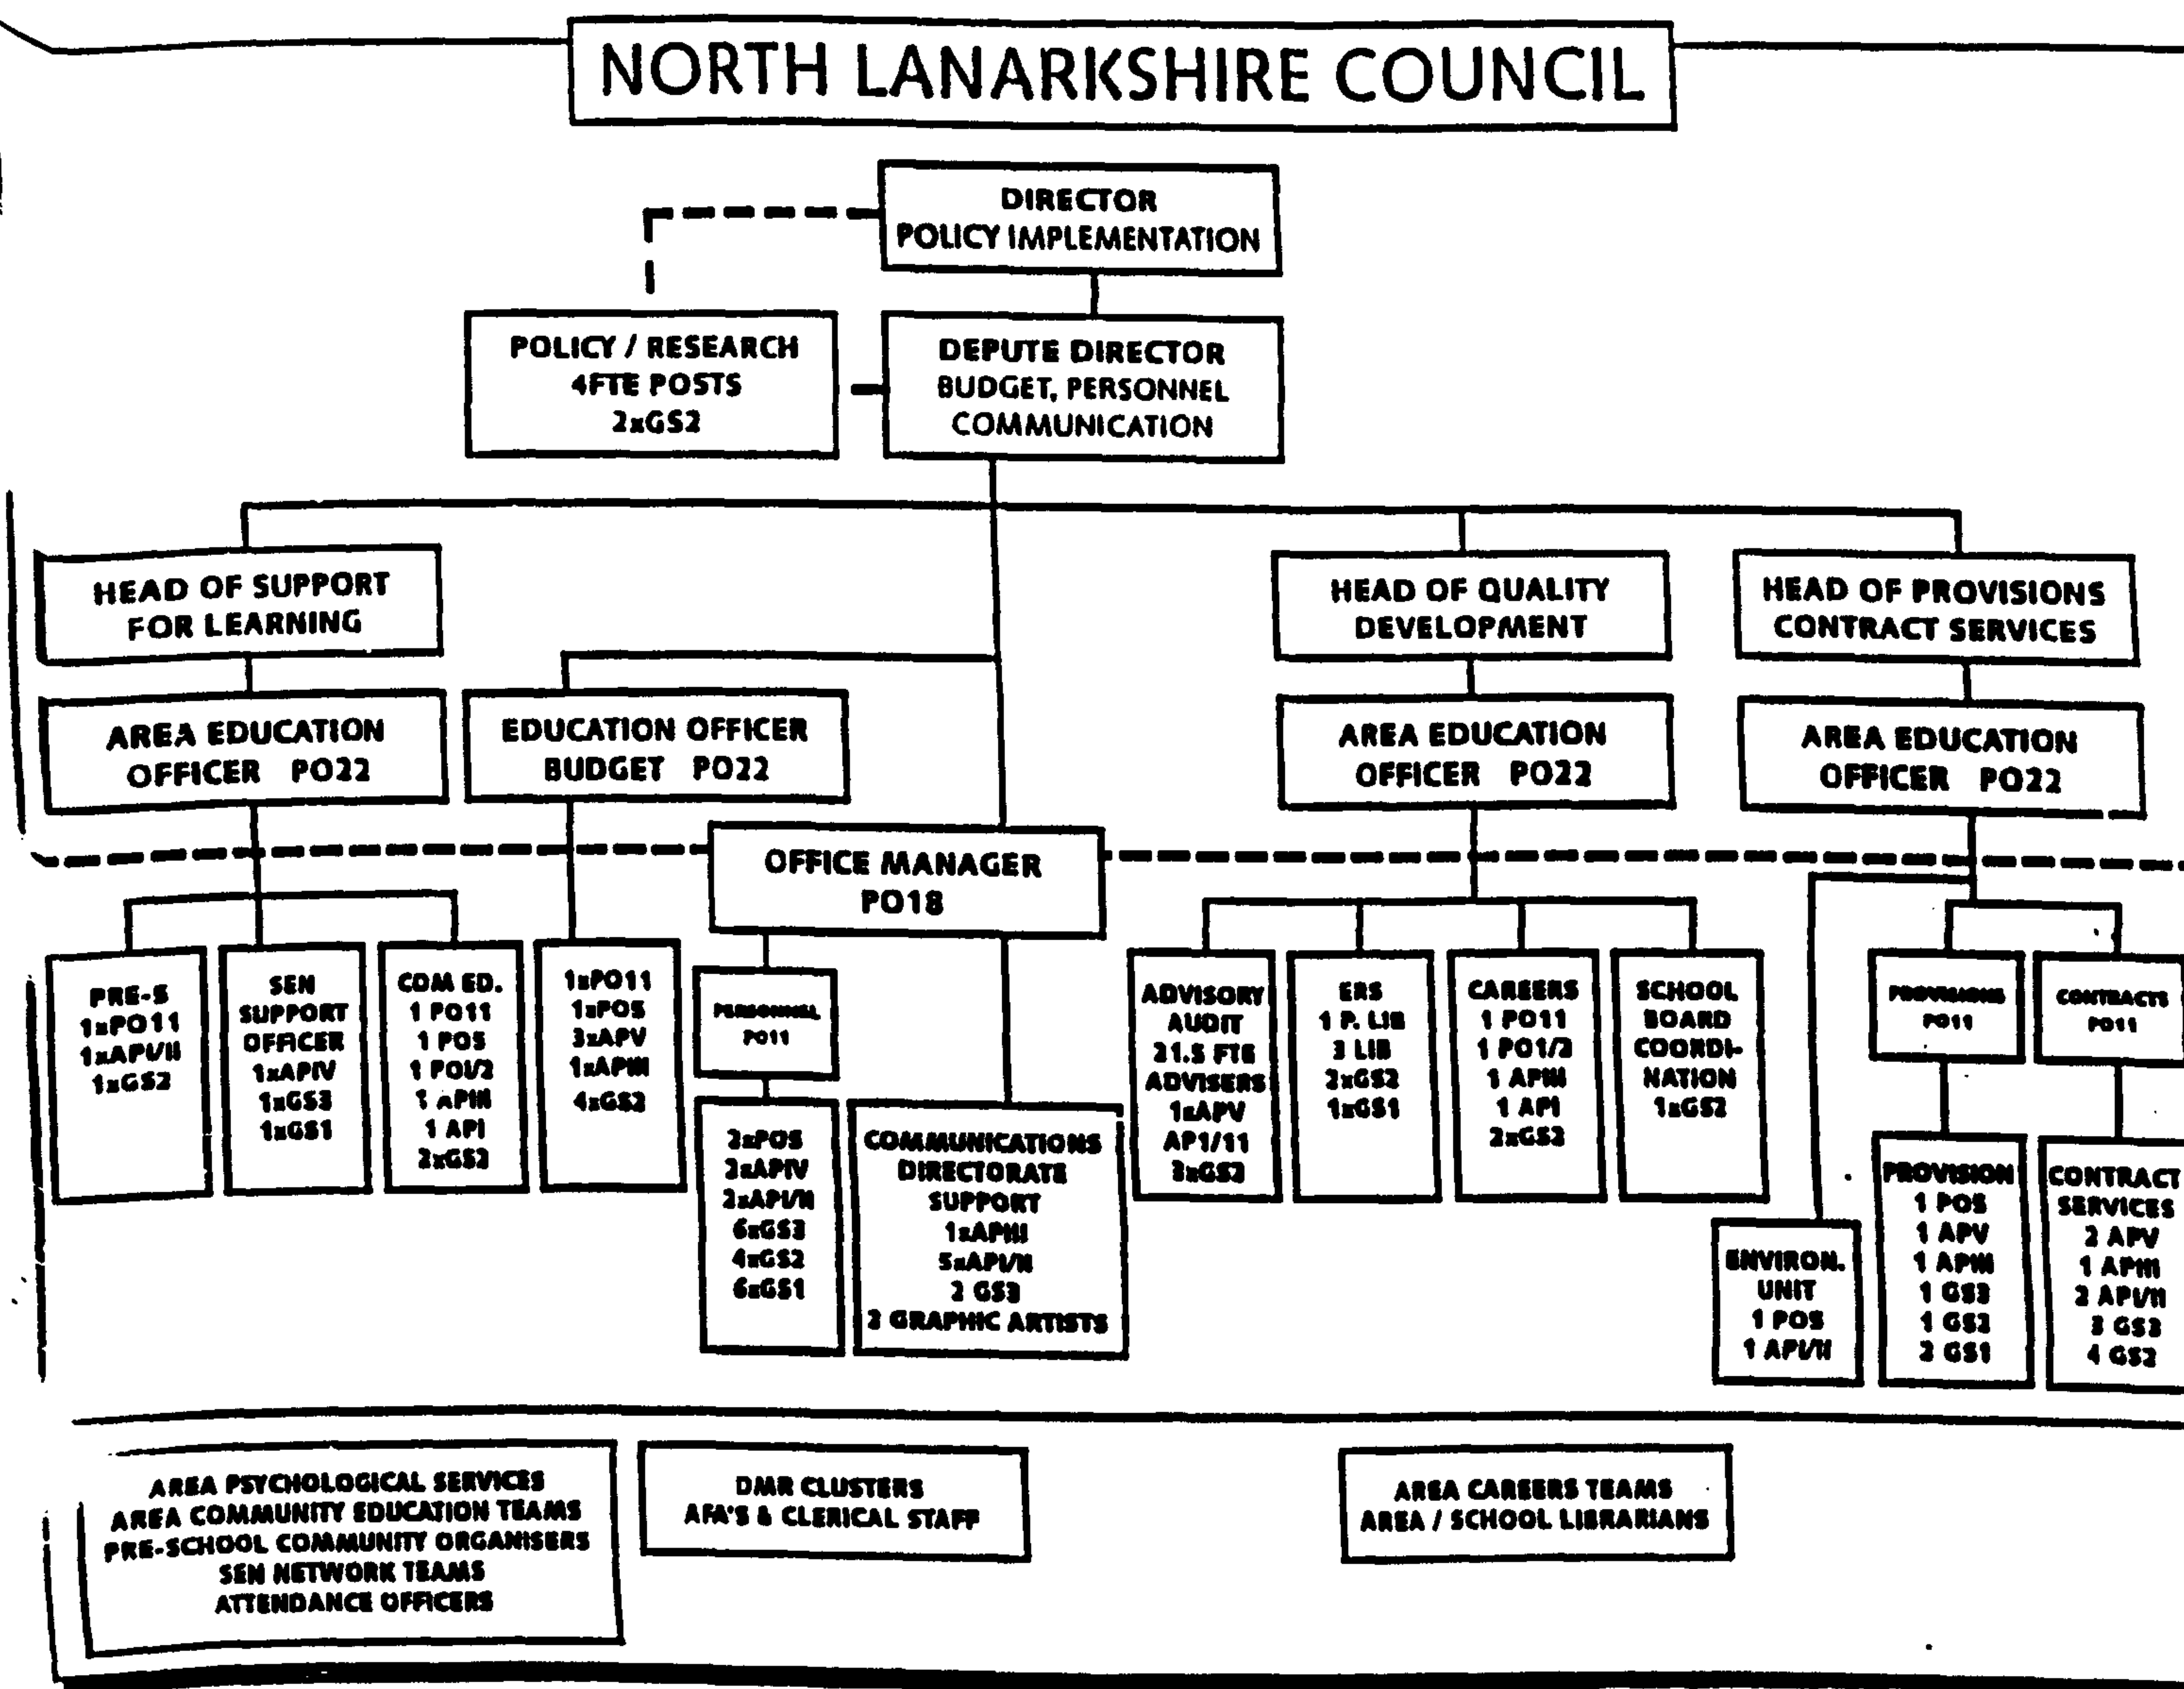 NORTH LANARKSHIRE COUNCIL
DIRECTOR
POLICY IMPLEMENTATION
POLICY / RESEARCH
4FTE POSTS
2xGS2
DEPUTE DIRECTOR
BUDGET, PERSONNEL
COMMUNICATION
HEAD OF SUPPORT
FOR LEARNING
HEAD OF QUALITY
DEVELOPMENT
HEAD OF PROVISIONS
CONTRACT SERVICES
AREA EDUCATION
OFFICER PO22
EDUCATION OFFICER
BUDGET PO22
AREA EDUCATION
OFFICER PO22
AREA EDUCATION
OFFICER PO22
OFFICE MANAGER
PO18
PRE-S
1xPO11
1xAPI/II
1xGS2
SEN
SUPPORT
OFFICER
1xAPIV
1xGS3
1xGS1
COM ED.
1 PO11
1 PO5
1 PO1/2
1 APIII
1 API
2xGS2
1xPO11
1xPO5
3xAPV
1xAPIII
4xGS2
PERSONNEL
PO11
2xPO5
2xAPIV
2xAPI/II
6xGS3
4xGS2
6xGS1
COMMUNICATIONS
DIRECTORATE
SUPPORT
1xAPIII
5xAPI/II
2 GS3
2 GRAPHIC ARTISTS
ADVISORY
AUDIT
21.5 FTE
ADVISERS
1xAPV
AP1/11
3xGS2
ERS
1 P. LIB
3 LIB
2xGS2
1xGS1
CAREERS
1 PO11
1 PO1/2
1 APIII
1 API
2xGS2
SCHOOL
BOARD
COORDI-
NATION
1xGS2
ENVIRON.
UNIT
1 PO5
1 API/II
PROVISIONS
PO11
PROVISION
1 PO5
1 APV
1 APIII
1 GS3
1 GS2
2 GS1
CONTRACTS
PO11
CONTRACT
SERVICES
2 APV
1 APIII
2 API/II
3 GS3
4 GS2
AREA PSYCHOLOGICAL SERVICES
AREA COMMUNITY EDUCATION TEAMS
PRE-SCHOOL COMMUNITY ORGANISERS
SEN NETWORK TEAMS
ATTENDANCE OFFICERS
DMR CLUSTERS
AFA'S & CLERICAL STAFF
AREA CAREERS TEAMS
AREA / SCHOOL LIBRARIANS